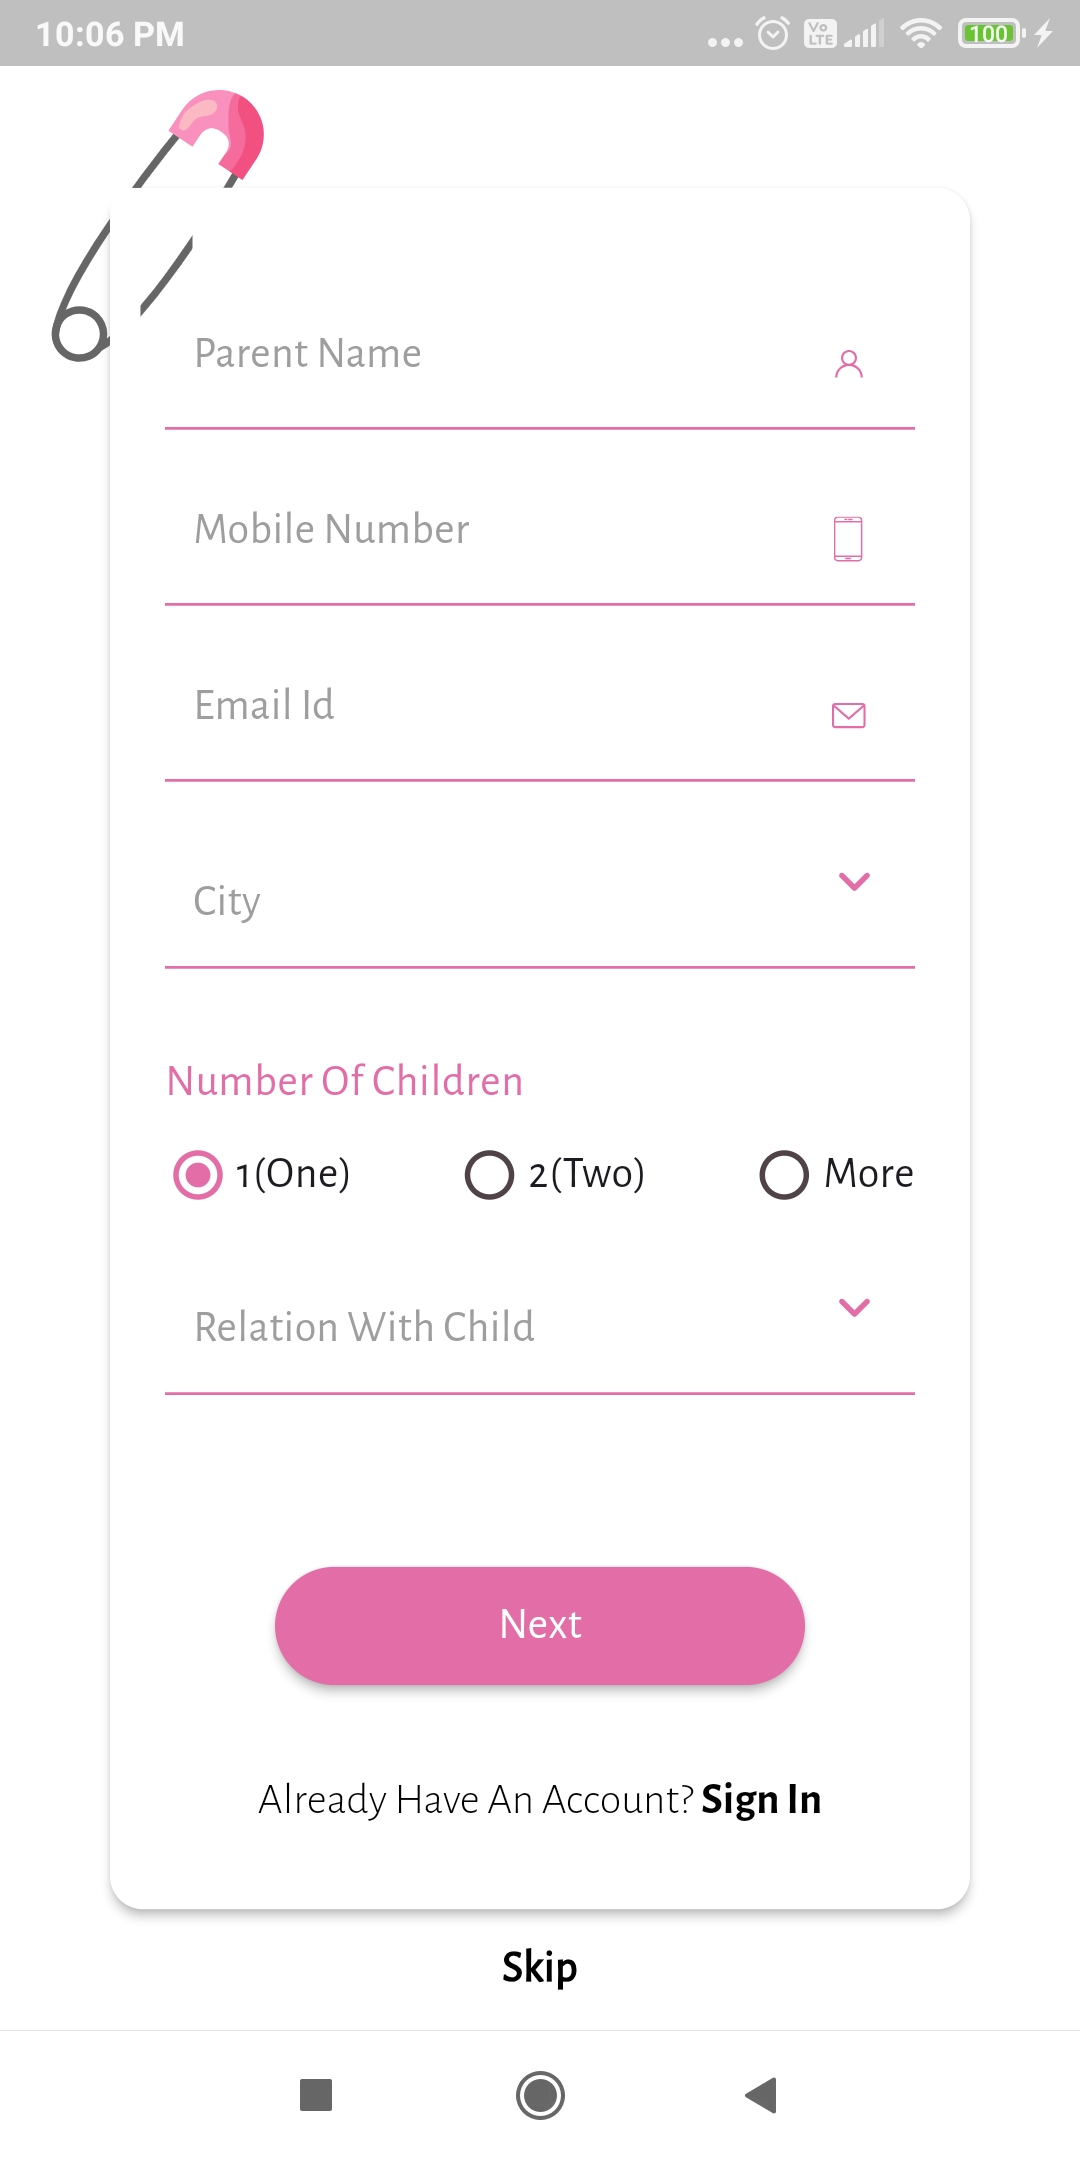 10:06 PM Vo LTE 100
Parent Name
Mobile Number
Email Id
City
Number Of Children
1(One) 2(Two) More
Relation With Child
Next
Already Have An Account? Sign In
Skip